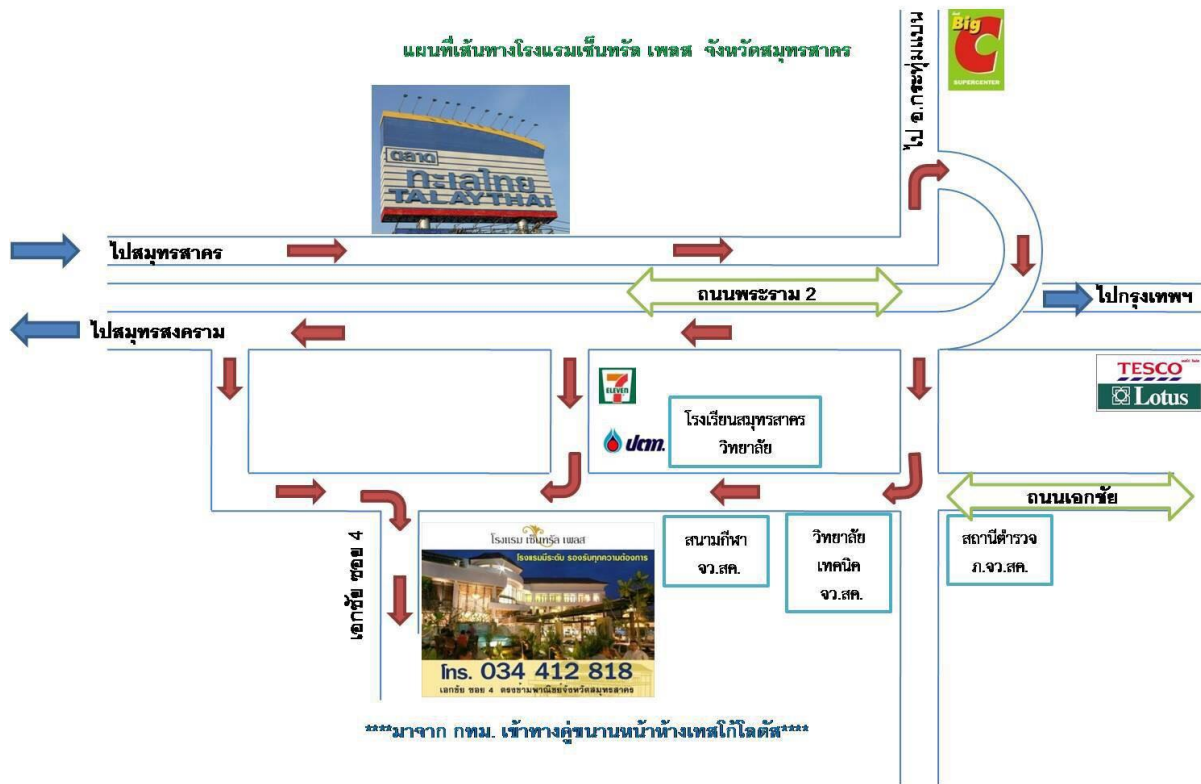 แผนที่เส้นทางโรงแรมเซ็นทรัล เพลส จังหวัดสมุทรสาคร
Big
C
SUPERCENTER
ไป อ.กระทุ่มแบน
ตลาด
ทะเลไทย
TALAYTHAI
ไปสมุทรสาคร
ถนนพระราม 2
ไปกรุงเทพฯ
ไปสมุทรสงคราม
TESCO
Lotus
7
ELEVEN
ปตท.
โรงเรียนสมุทรสาคร
วิทยาลัย
ถนนเอกชัย
เอกชัย ซอย 4
โรงแรม เซ็นทรัล เพลส
โรงแรมมีระดับ รองรับทุกความต้องการ
โทร. 034 412 818
เอกชัย ซอย 4 ตรงข้ามพาณิชย์จังหวัดสมุทรสาคร
สนามกีฬา
จว.สค.
วิทยาลัย
เทคนิค
จว.สค.
สถานีตำรวจ
ภ.จว.สค.
****มาจาก กทม. เข้าทางคู่ขนานหน้าห้างเทสโก้โลตัส****